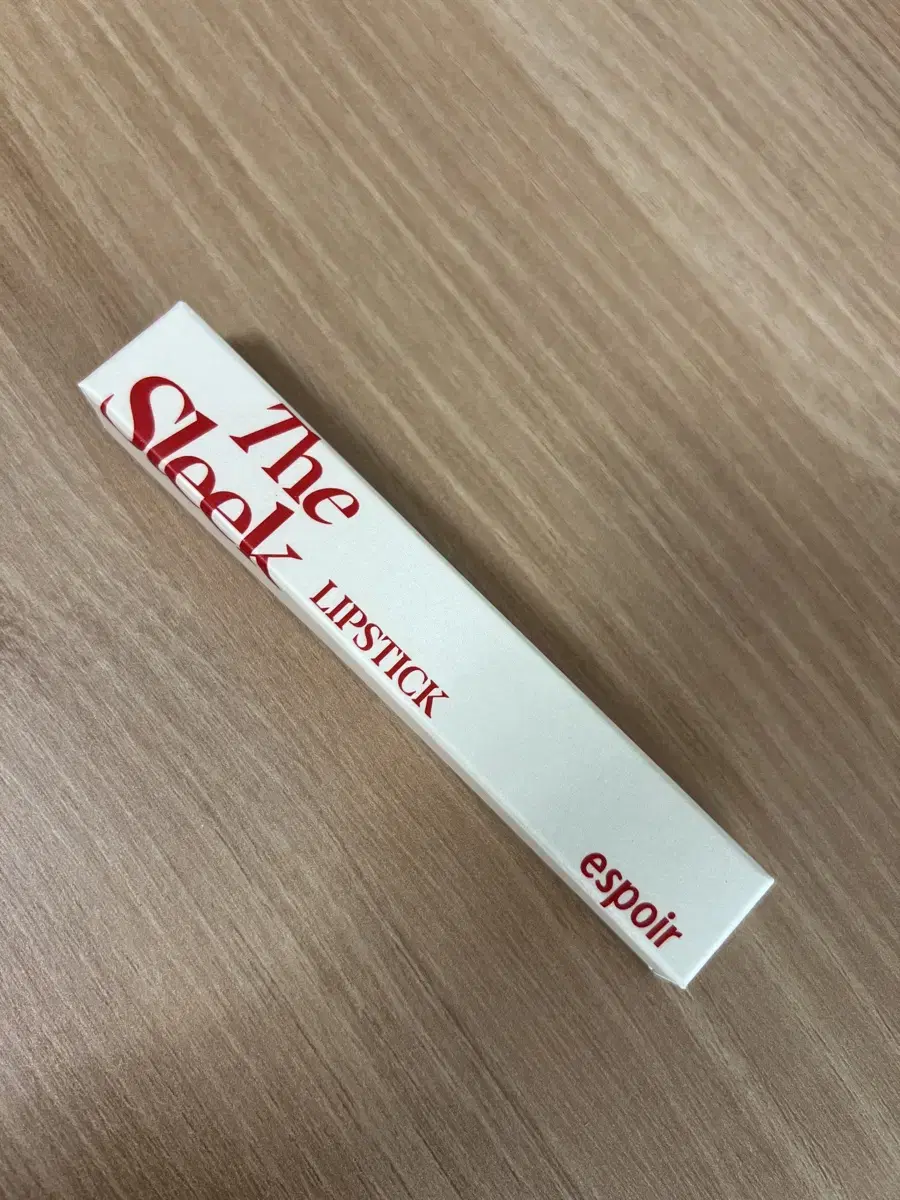 The
Sleek
LIPSTICK
espoir